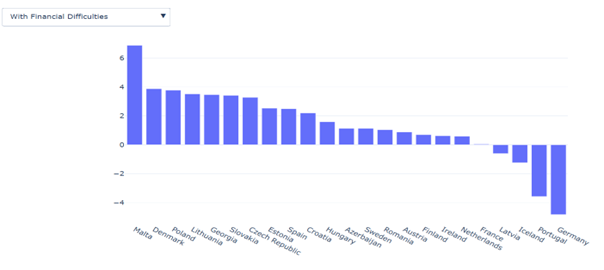 With Financial Difficulties
6
4
2
0
−2
−4
Malta
Denmark
Poland
Lithuania
Georgia
Slovakia
Czech Republic
Estonia
Spain
Croatia
Hungary
Azerbaijan
Sweden
Romania
Austria
Finland
Ireland
Netherlands
France
Latvia
Iceland
Portugal
Germany